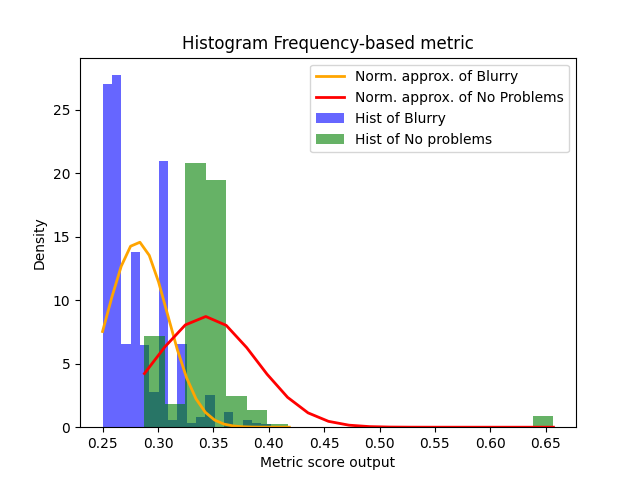 Histogram Frequency-based metric
Norm. approx. of Blurry
Norm. approx. of No Problems
Hist of Blurry
Hist of No problems
Density
25
20
15
10
5
0
0.25 0.30 0.35 0.40 0.45 0.50 0.55 0.60 0.65
Metric score output